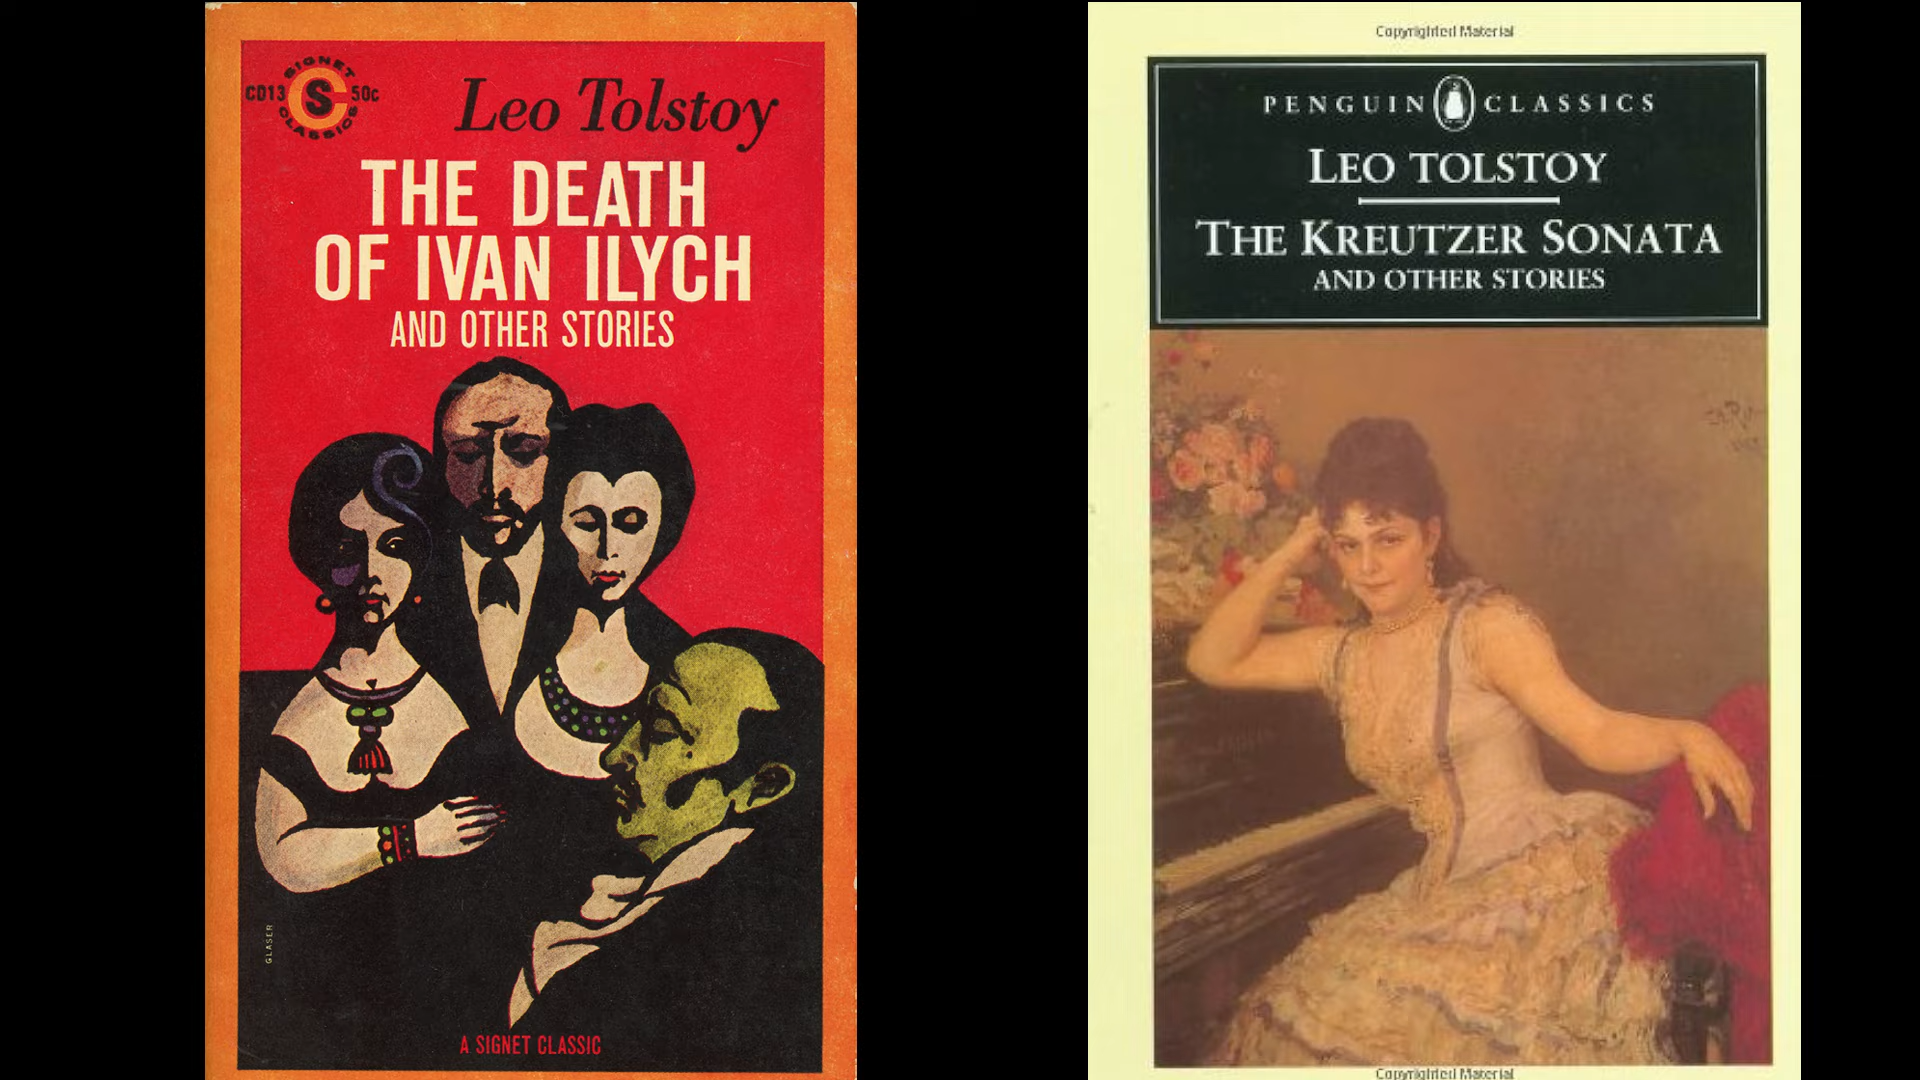 SIGNET
CD13 S 50c
CLASSICS
Leo Tolstoy
THE DEATH
OF IVAN ILYCH
AND OTHER STORIES
GLASER
A SIGNET CLASSIC
Copyrighted Material
PENGUIN CLASSICS
LEO TOLSTOY
THE KREUTZER SONATA
AND OTHER STORIES
Copyrighted Material